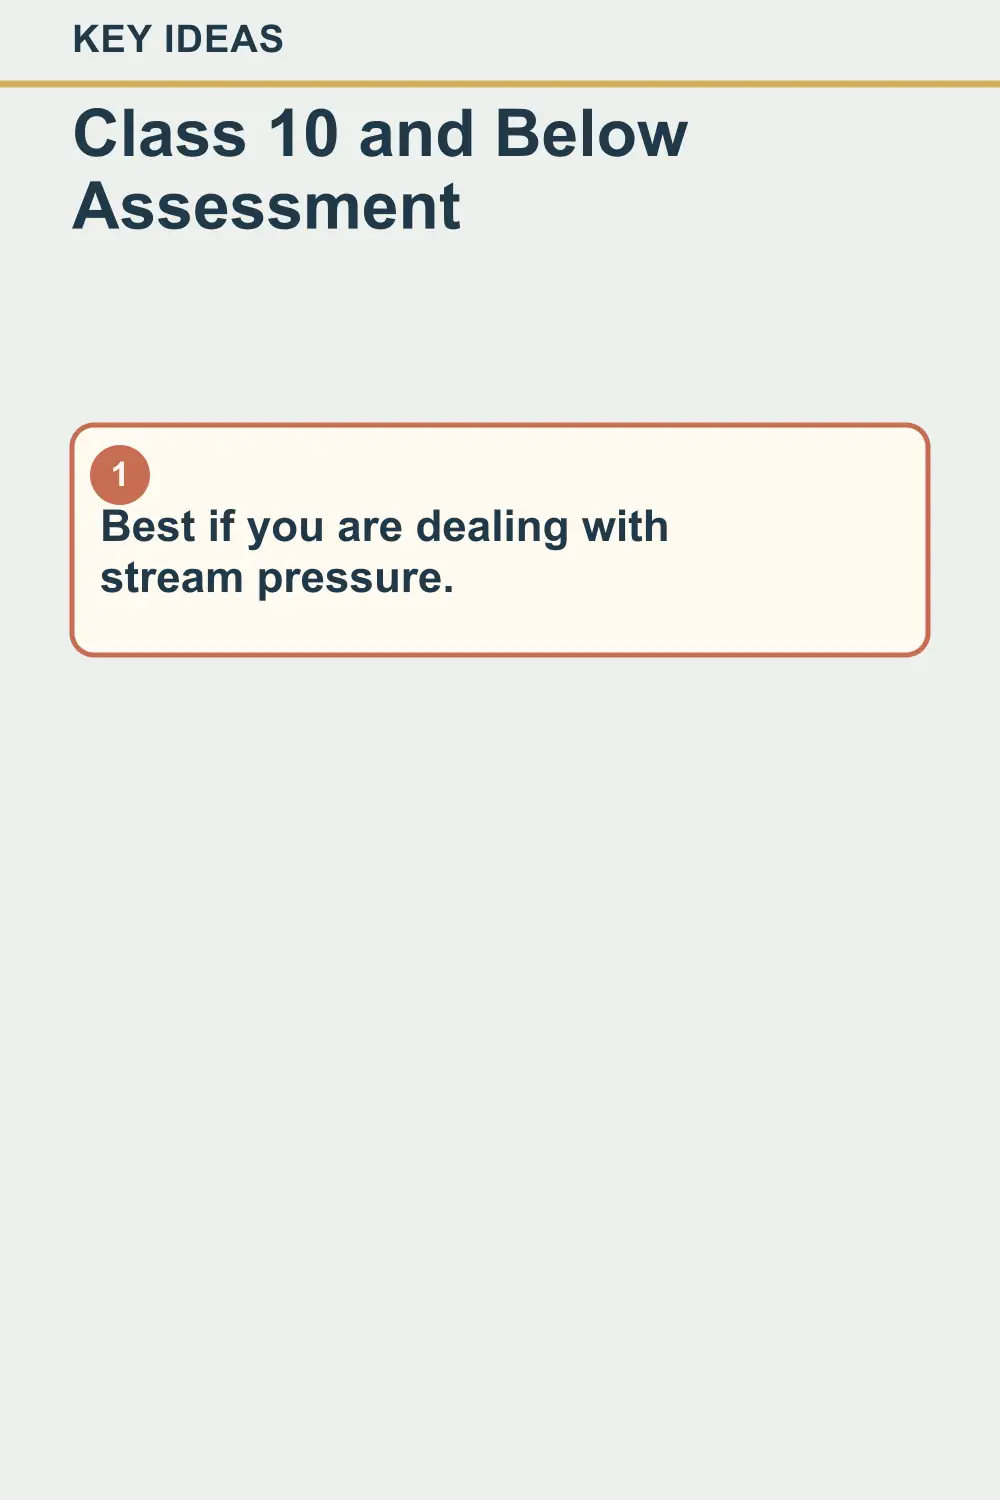 KEY IDEAS
Class 10 and Below
Assessment
1
Best if you are dealing with
stream pressure.